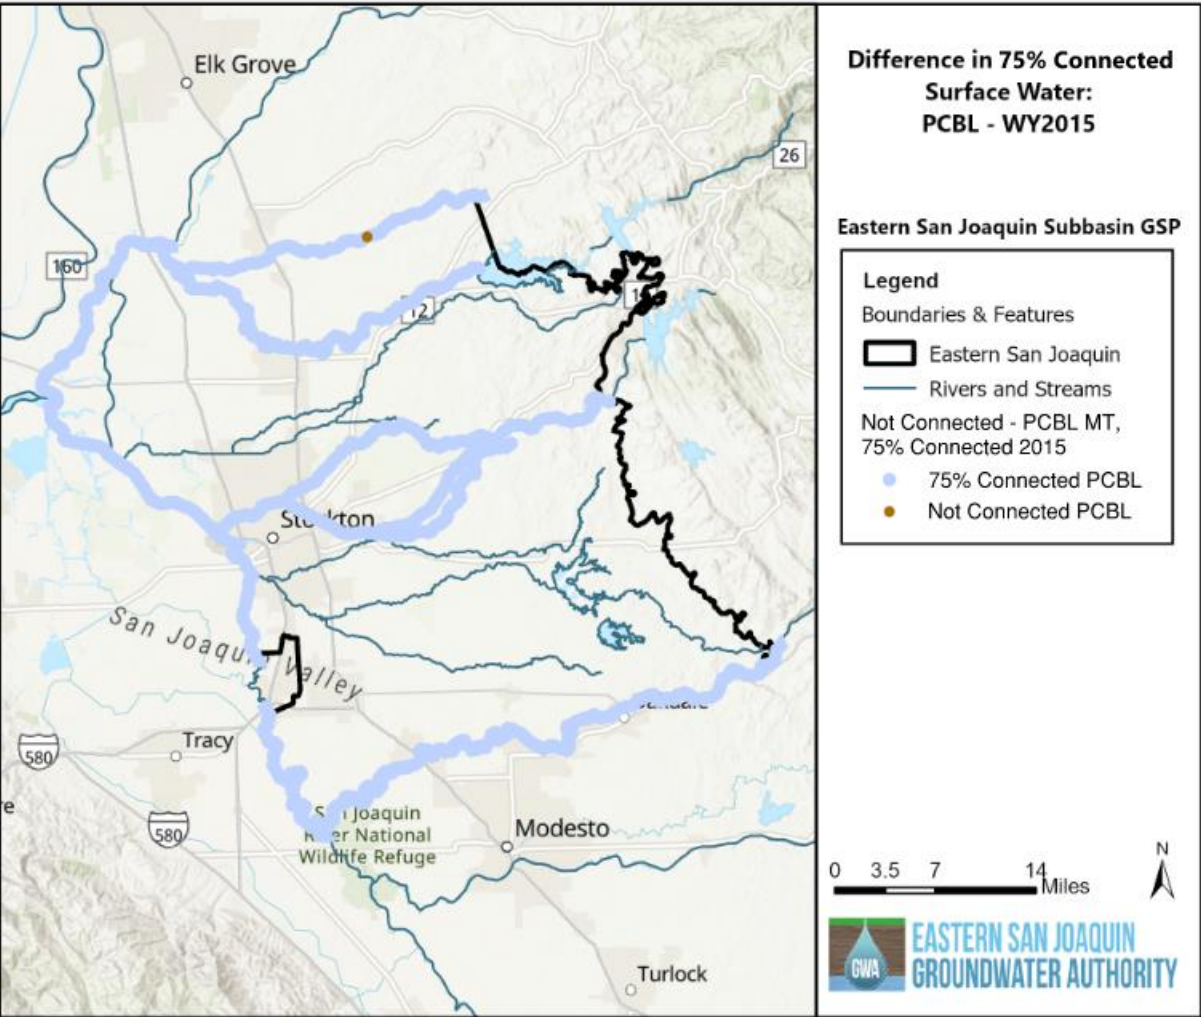 Elk Grove
26
160
12
Stockton
San Joaquin Valley
Tracy
580
580
San Joaquin
River National
Wildlife Refuge
Modesto
Turlock
Difference in 75% Connected
Surface Water:
PCBL - WY2015
Eastern San Joaquin Subbasin GSP
Legend
Boundaries & Features
Eastern San Joaquin
Rivers and Streams
Not Connected - PCBL MT,
75% Connected 2015
75% Connected PCBL
Not Connected PCBL
N
0 3.5 7 14 Miles
GWA
EASTERN SAN JOAQUIN
GROUNDWATER AUTHORITY